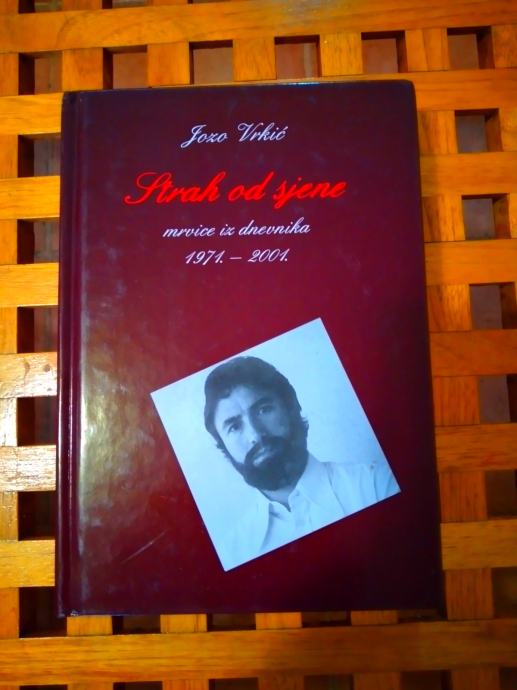 Jozo Vrkić
Strah od sjene
mrvice iz dnevnika
1971. – 2001.